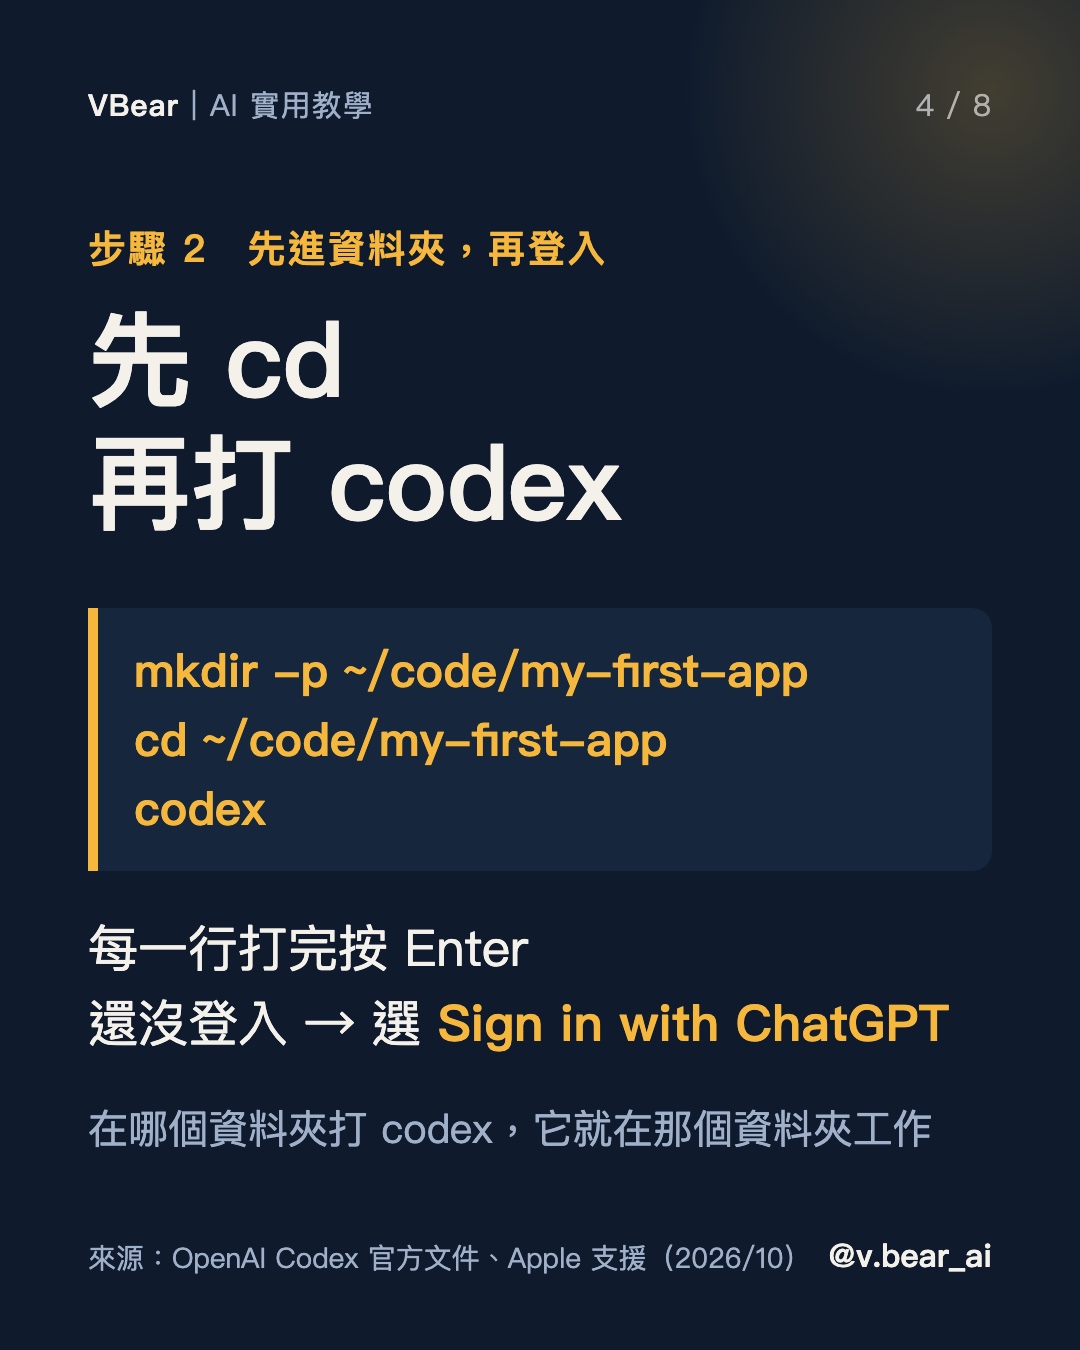 VBear | AI 實用教學
4 / 8
步驟 2　先進資料夾，再登入
先 cd
再打 codex
mkdir -p ~/code/my-first-app
cd ~/code/my-first-app
codex
每一行打完按 Enter
還沒登入 → 選 Sign in with ChatGPT
在哪個資料夾打 codex，它就在那個資料夾工作
來源：OpenAI Codex 官方文件、Apple 支援（2026/10）
@v.bear_ai